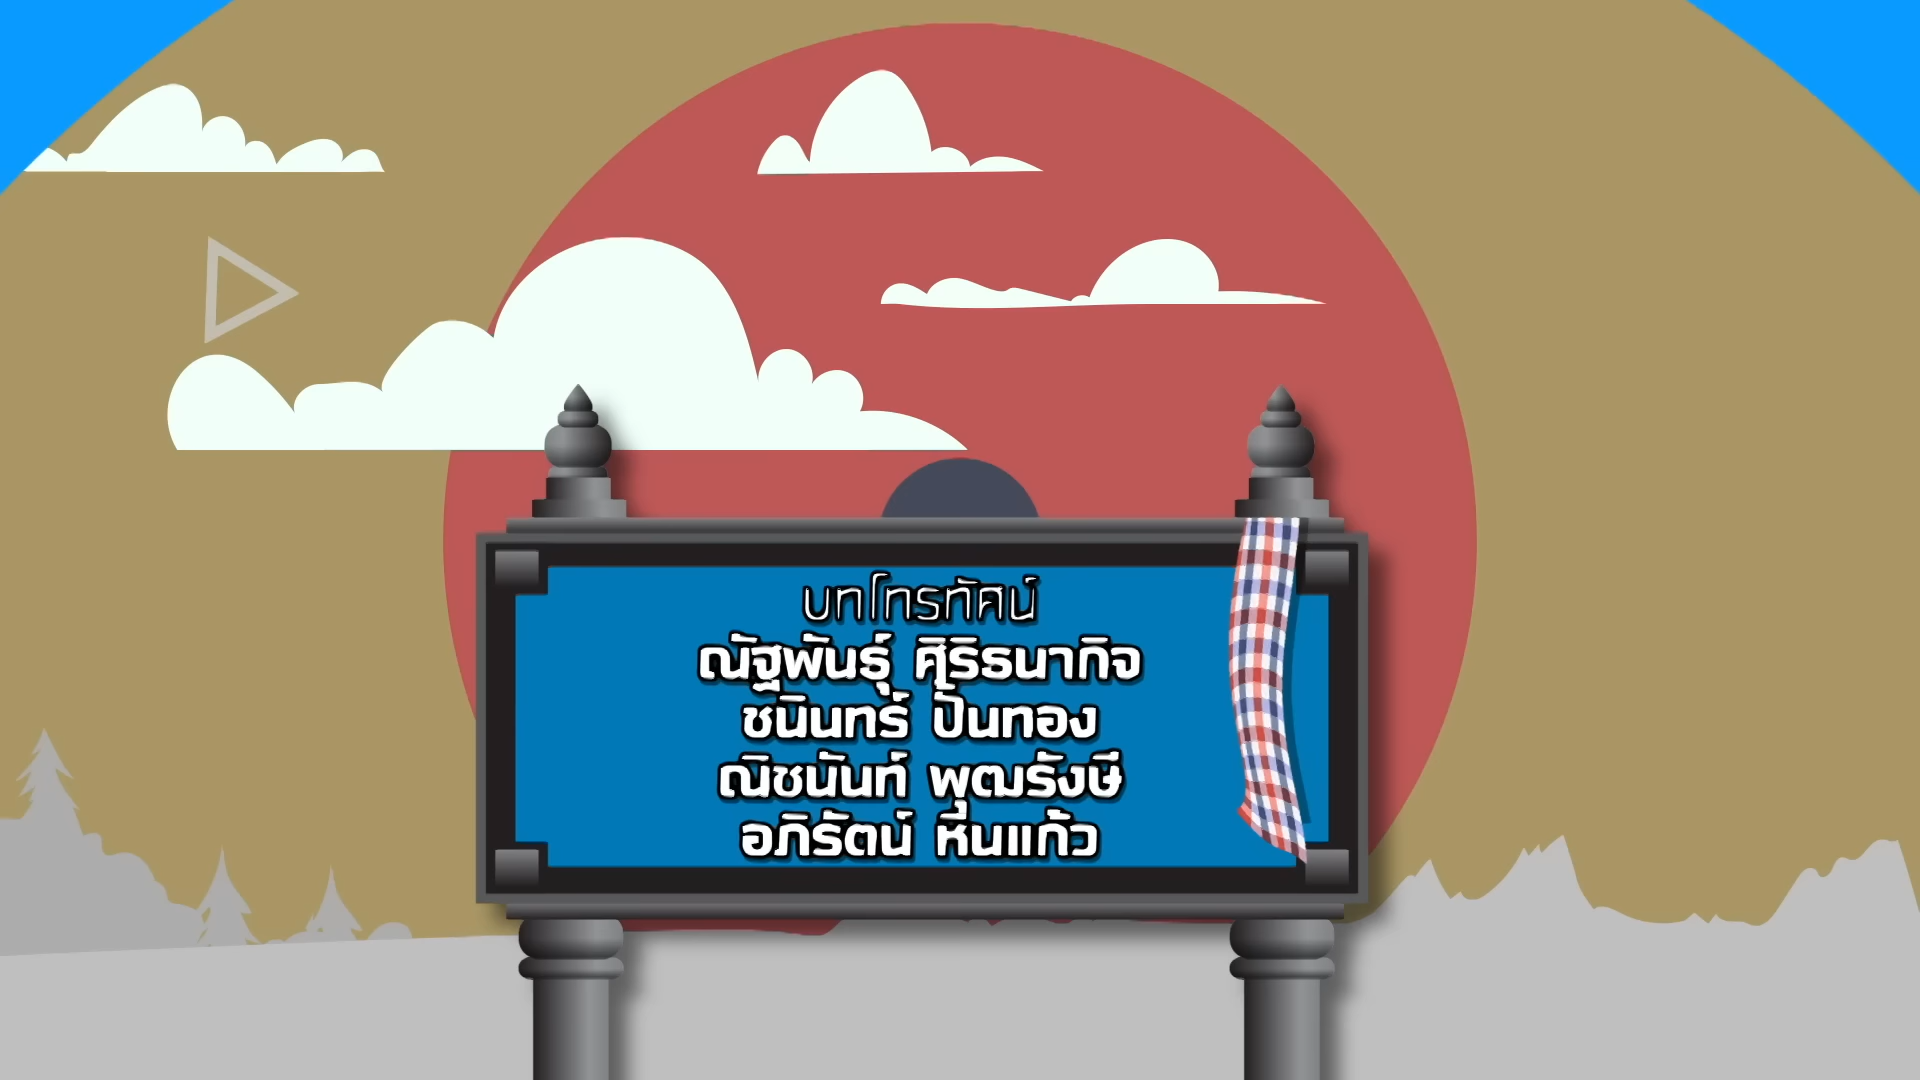 บทโทรทัศน์
ณัฐพันธุ์ ศิริธนากิจ
ชนินทร์ ปั้นทอง
ณิชนันท์ พุฒรังษี
อภิรัตน์ หีนแก้ว